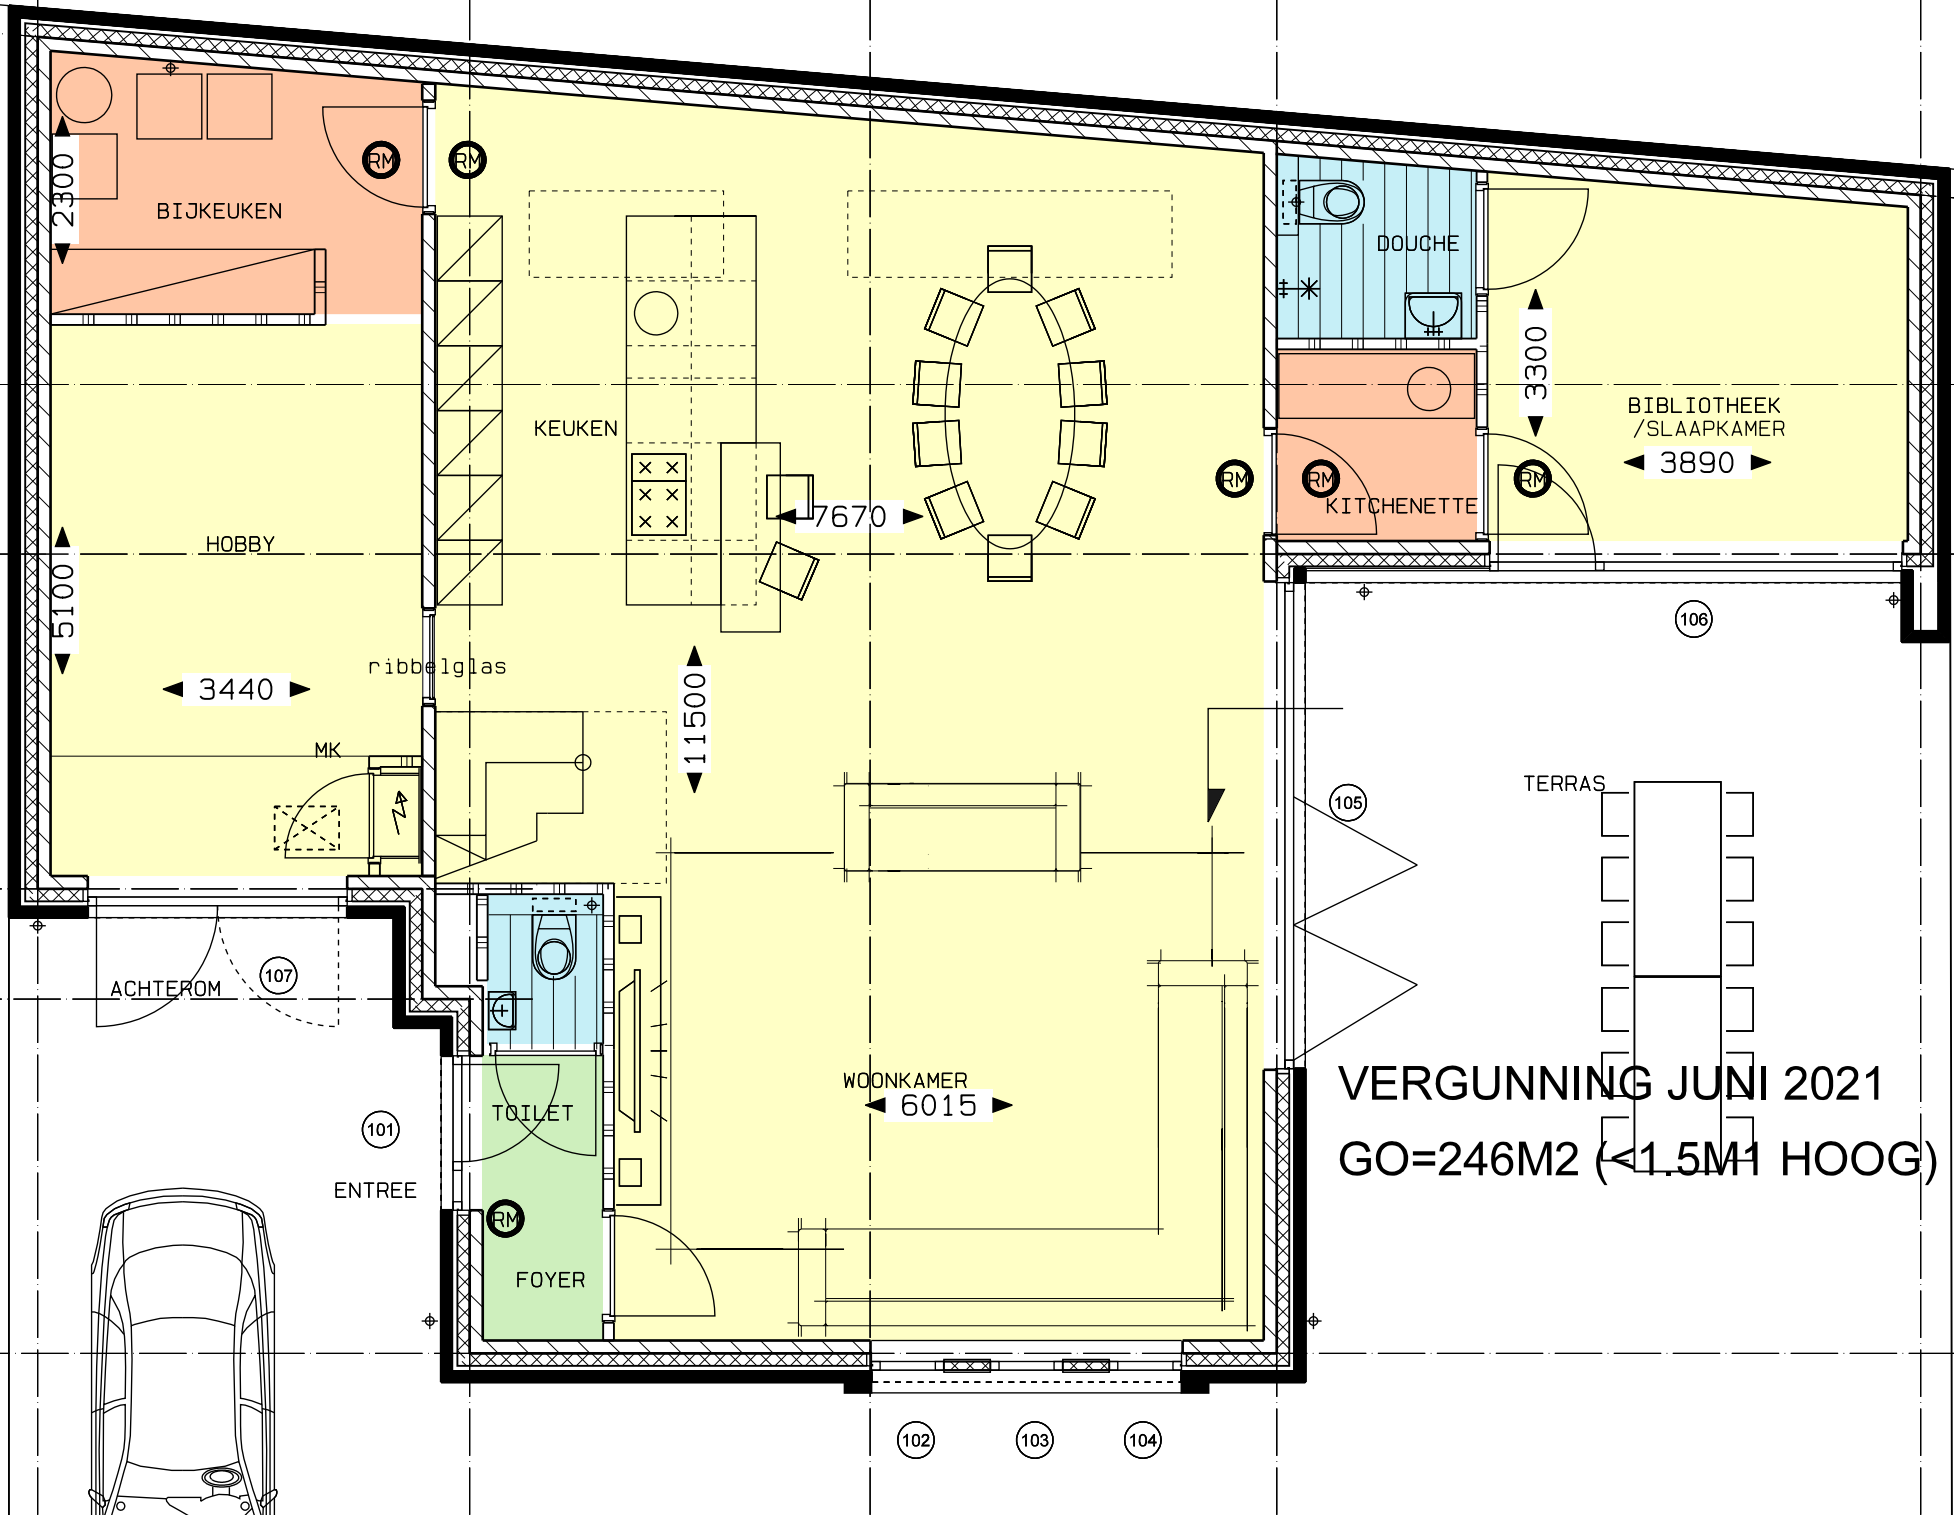 RM
RM
2300
BIJKEUKEN
DOUCHE
3300
BIBLIOTHEEK
/SLAAPKAMER
KEUKEN
3890
RM
RM
RM
KITCHENETTE
7670
HOBBY
5100
106
ribbelglas
3440
11500
MK
TERRAS
105
107
ACHTEROM
WOONKAMER
VERGUNNING JUNI 2021
6015
TOILET
101
GO=246M2 (<1.5M1 HOOG)
ENTREE
RM
FOYER
102
103
104